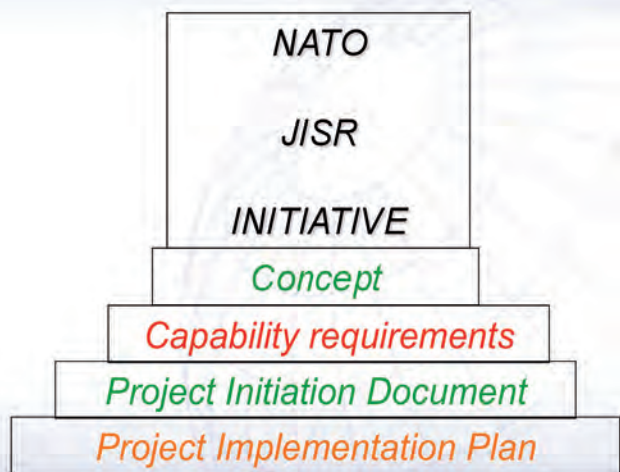 NATO
JISR
INITIATIVE
Concept
Capability requirements
Project Initiation Document
Project Implementation Plan